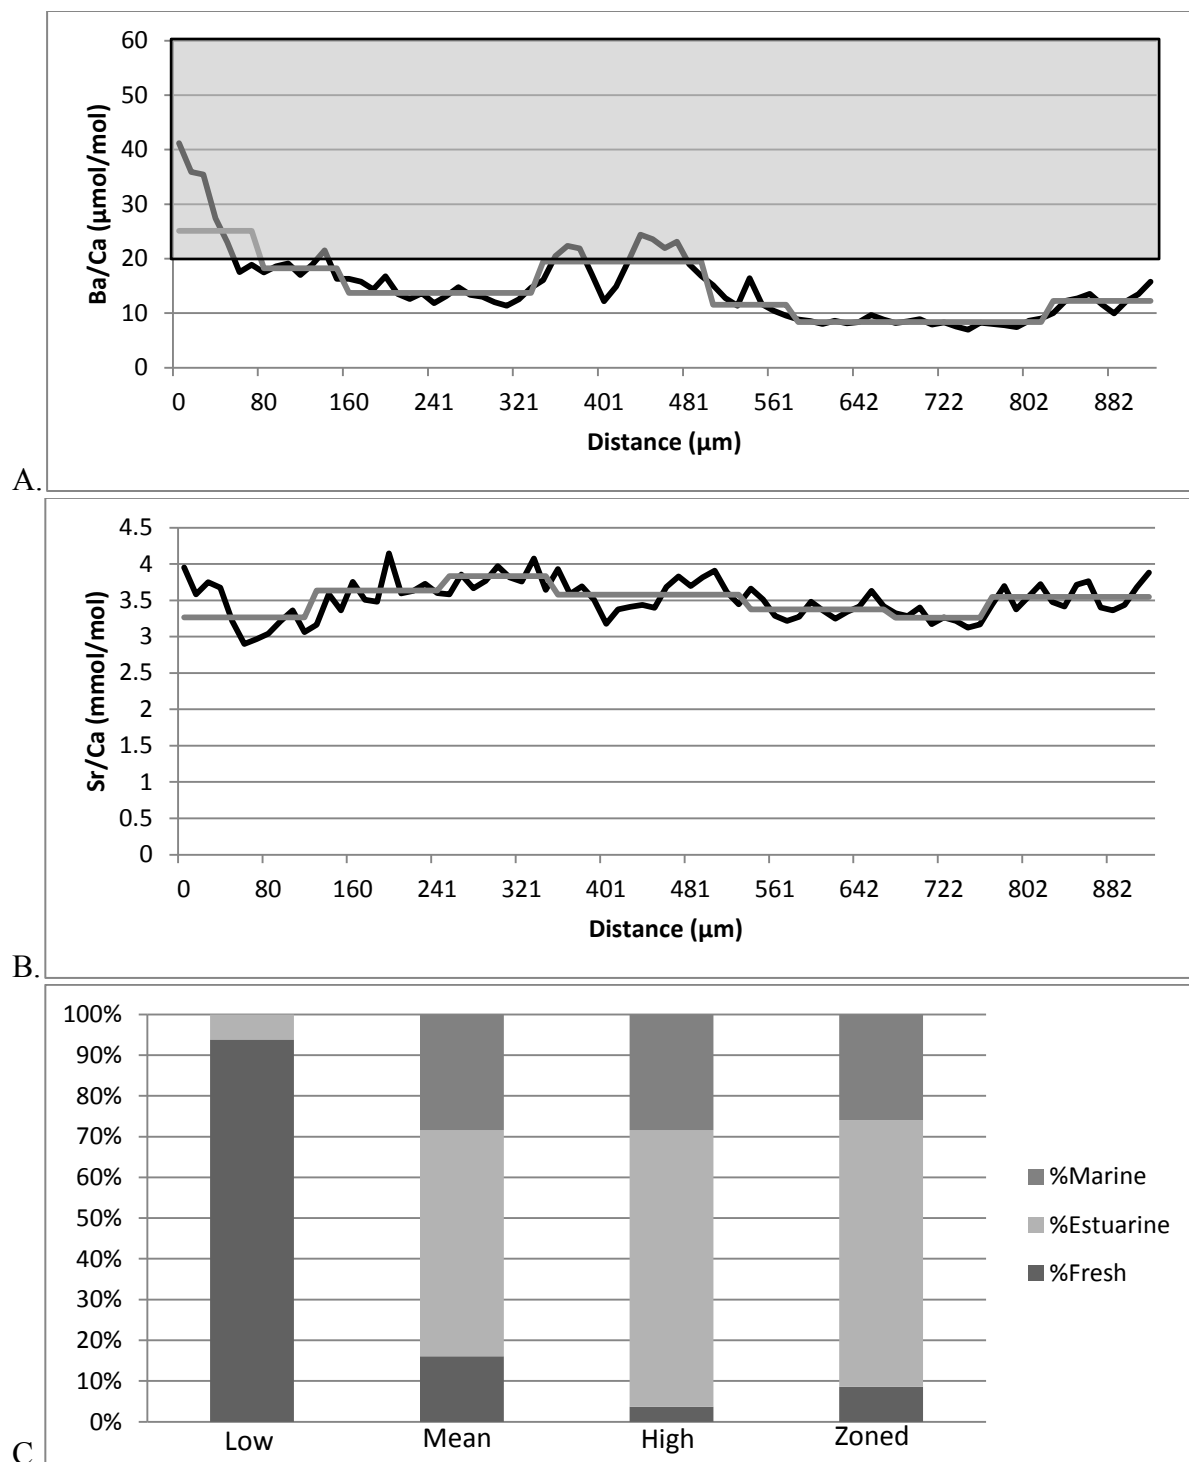 60
50
40
30
20
10
0
Ba/Ca (µmol/mol)
0 80 160 241 321 401 481 561 642 722 802 882
Distance (µm)
A.
4.5
4
3.5
3
2.5
2
1.5
1
0.5
0
Sr/Ca (mmol/mol)
0 80 160 241 321 401 481 561 642 722 802 882
Distance (µm)
B.
100%
90%
80%
70%
60%
50%
40%
30%
20%
10%
0%
Low Mean High Zoned
%Marine
%Estuarine
%Fresh
C